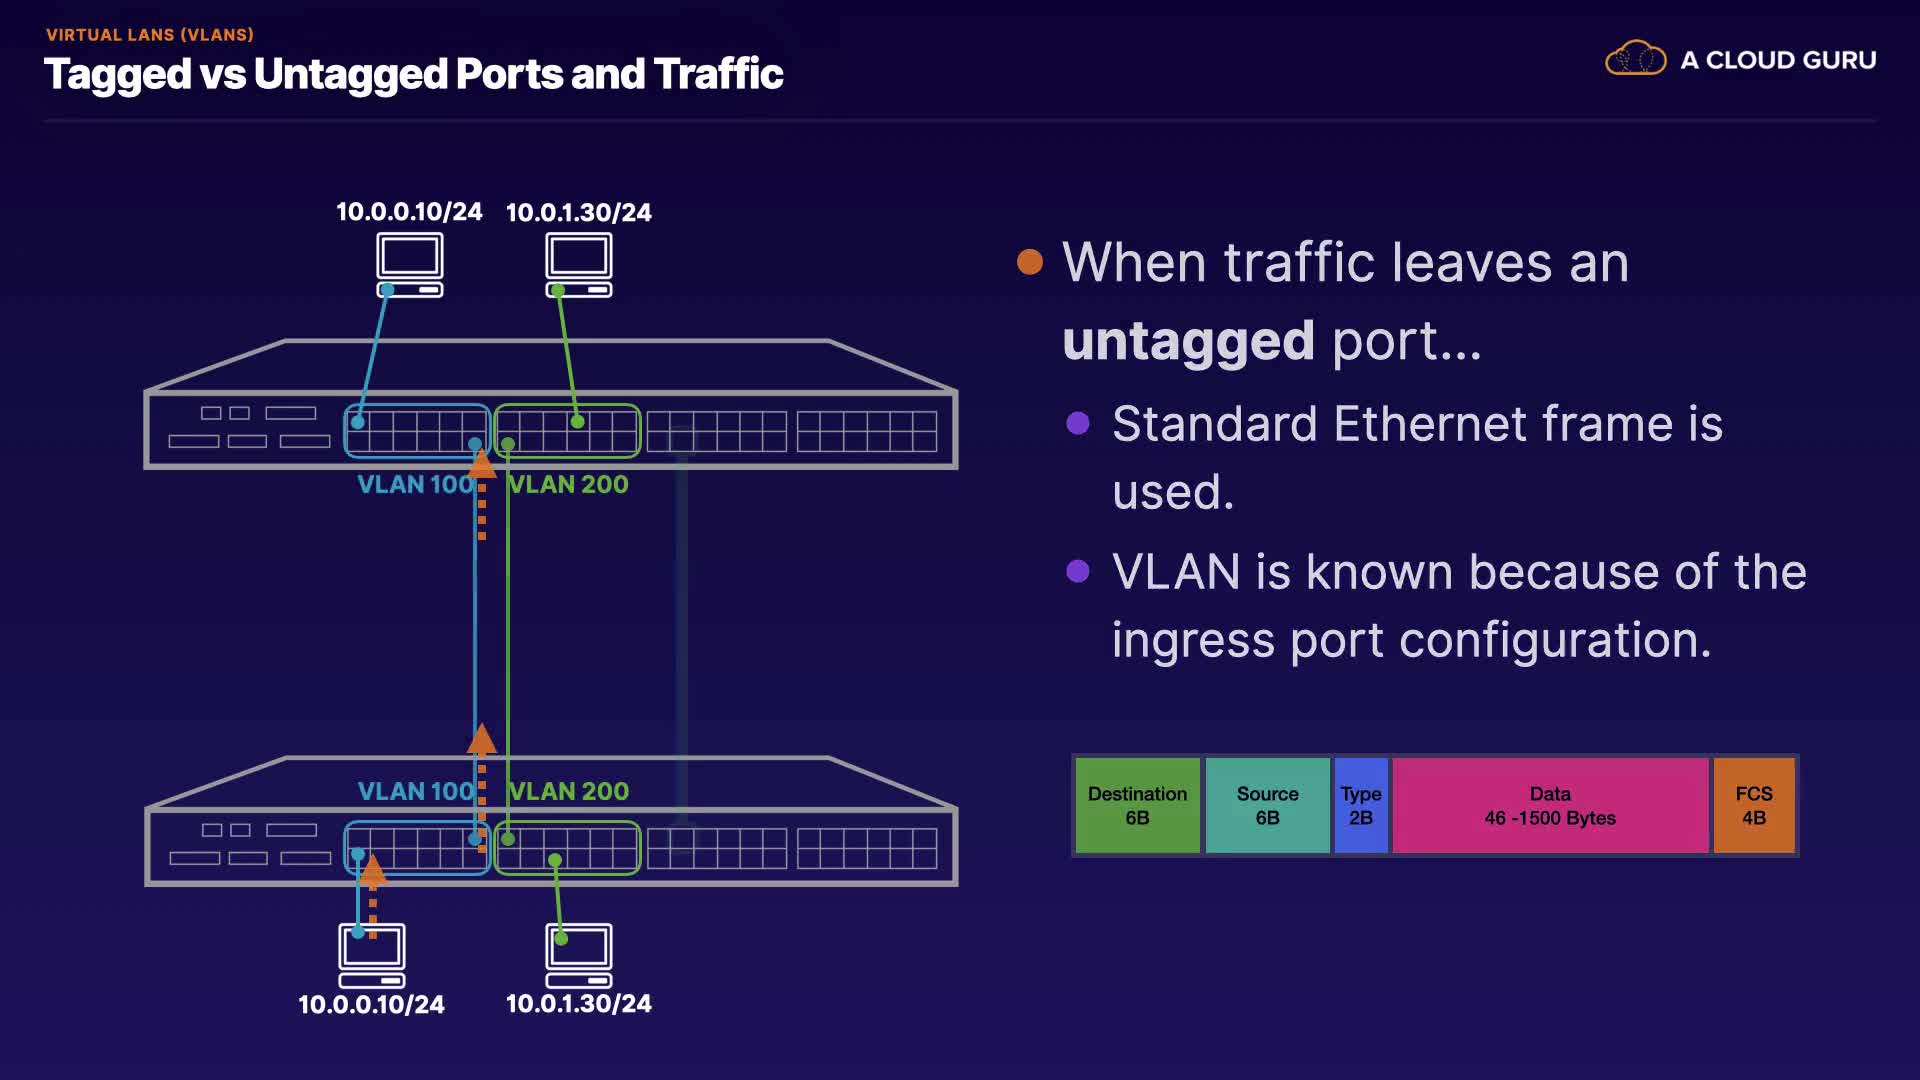 VIRTUAL LANS (VLANS)
Tagged vs Untagged Ports and Traffic
A CLOUD GURU
10.0.0.10/24
10.0.1.30/24
VLAN 100
VLAN 200
VLAN 100
VLAN 200
10.0.0.10/24
10.0.1.30/24
When traffic leaves an
untagged port...
Standard Ethernet frame is
used.
VLAN is known because of the
ingress port configuration.
Destination
6B
Source
6B
Type
2B
Data
46 -1500 Bytes
FCS
4B